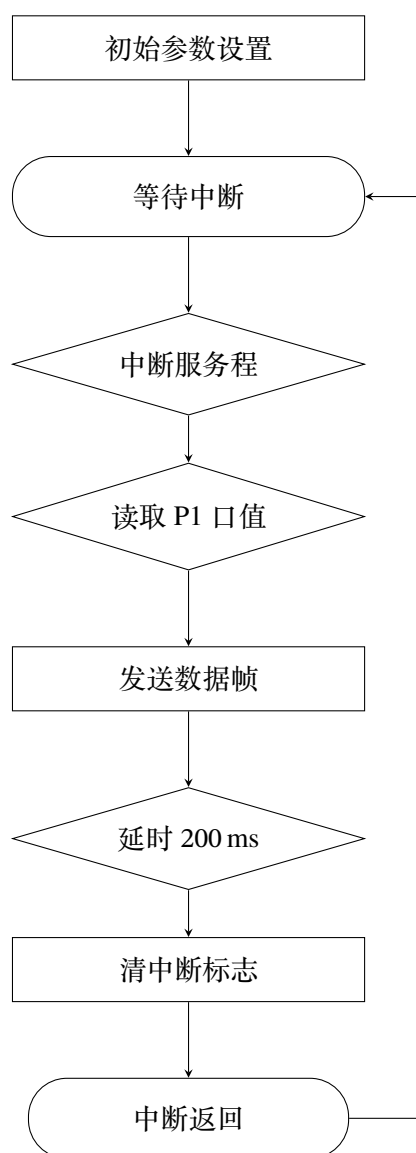 初始参数设置
等待中断
中断服务程
读取 P1 口值
发送数据帧
延时 200 ms
清中断标志
中断返回